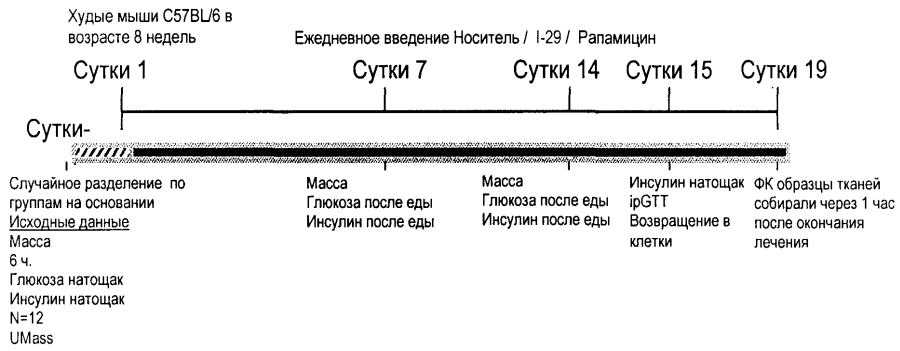 Худые мыши C57BL/6 в
возрасте 8 недель
Ежедневное введение Носитель / I-29 / Рапамицин
Сутки 1
Сутки 7
Сутки 14
Сутки 15
Сутки 19
Сутки-
Случайное разделение по
группам на основании
Исходные данные
Масса
6 ч.
Глюкоза натощак
Инсулин натощак
N=12
UMass
Масса
Глюкоза после еды
Инсулин после еды
Масса
Глюкоза после еды
Инсулин после еды
Инсулин натощак
ipGTT
Возвращение в
клетки
ФК образцы тканей
собирали через 1 час
после окончания
лечения